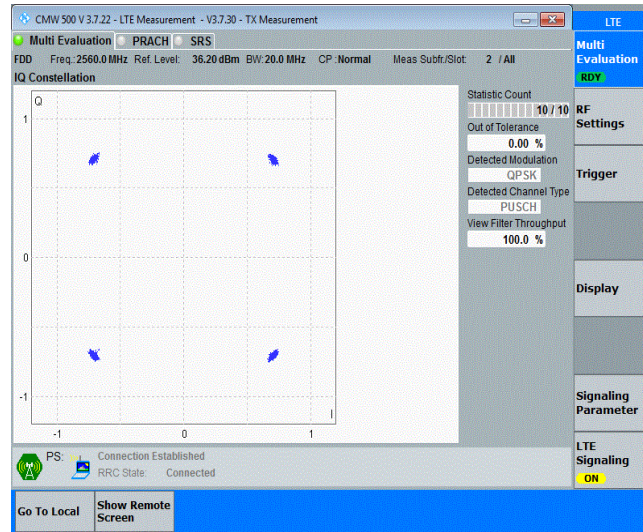 CMW 500 V 3.7.22 - LTE Measurement - V3.7.30 - TX Measurement
LTE
Multi Evaluation PRACH SRS
Multi
Evaluation
RDY
FDD Freq.:2560.0 MHz Ref. Level: 36.20 dBm BW:20.0 MHz CP :Normal Meas Subfr./Slot: 2 / All
IQ Constellation
Q
1
0
-1
-1 0 1
I
Statistic Count
10 / 10
Out of Tolerance
0.00 %
Detected Modulation
QPSK
Detected Channel Type
PUSCH
View Filter Throughput
100.0 %
RF
Settings
Trigger
Display
Signaling
Parameter
LTE
Signaling
ON
PS: Connection Established
RRC State: Connected
Go To Local
Show Remote
Screen